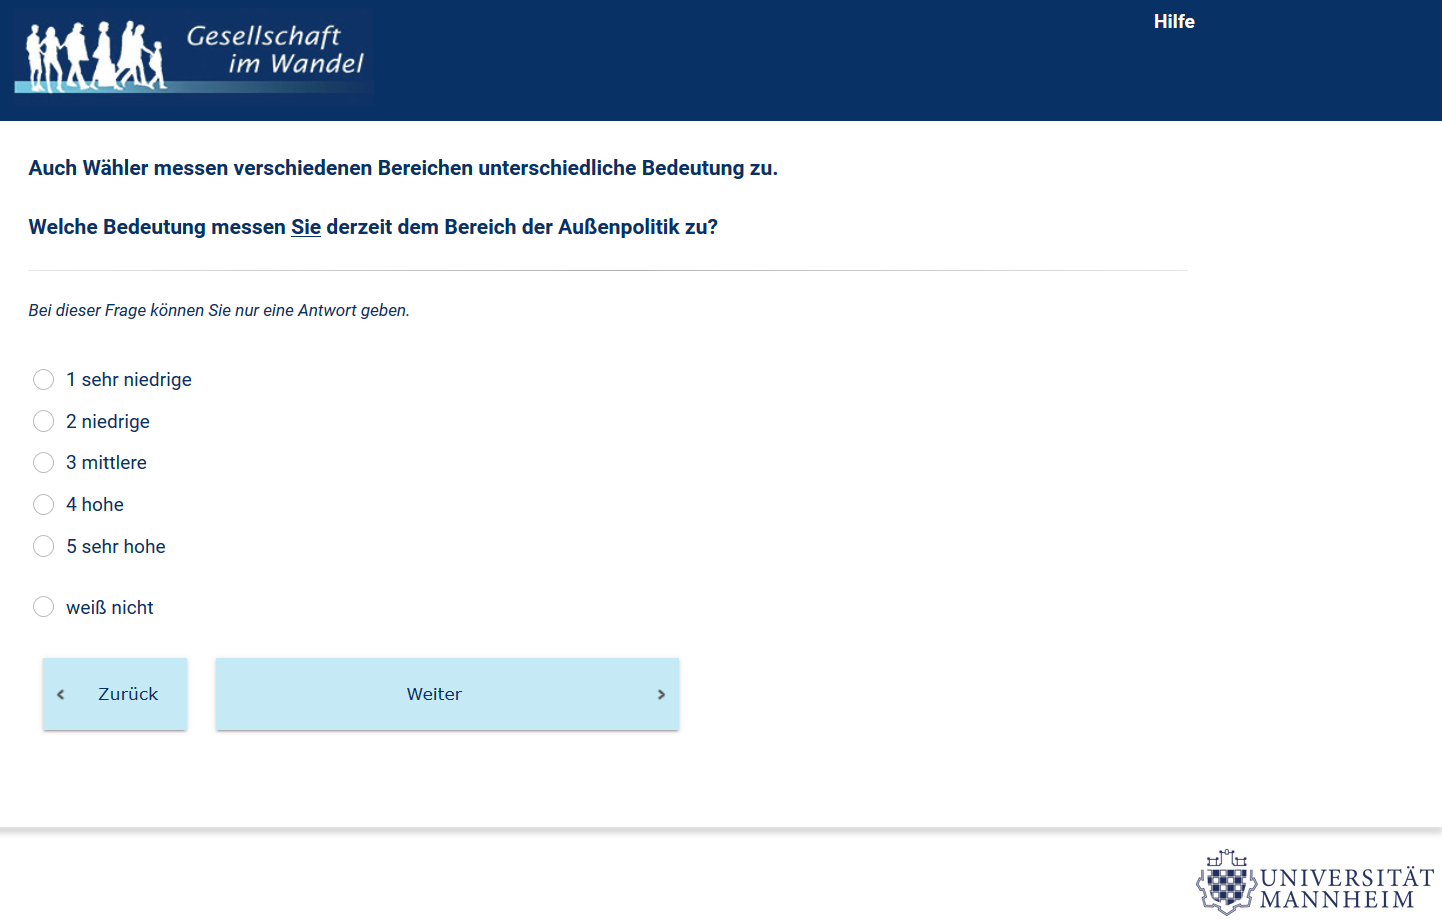 Gesellschaft
im Wandel
Hilfe
Auch Wähler messen verschiedenen Bereichen unterschiedliche Bedeutung zu.
Welche Bedeutung messen Sie derzeit dem Bereich der Außenpolitik zu?
Bei dieser Frage können Sie nur eine Antwort geben.
1 sehr niedrige
2 niedrige
3 mittlere
4 hohe
5 sehr hohe
weiß nicht
Zurück
Weiter
UNIVERSITÄT
MANNHEIM